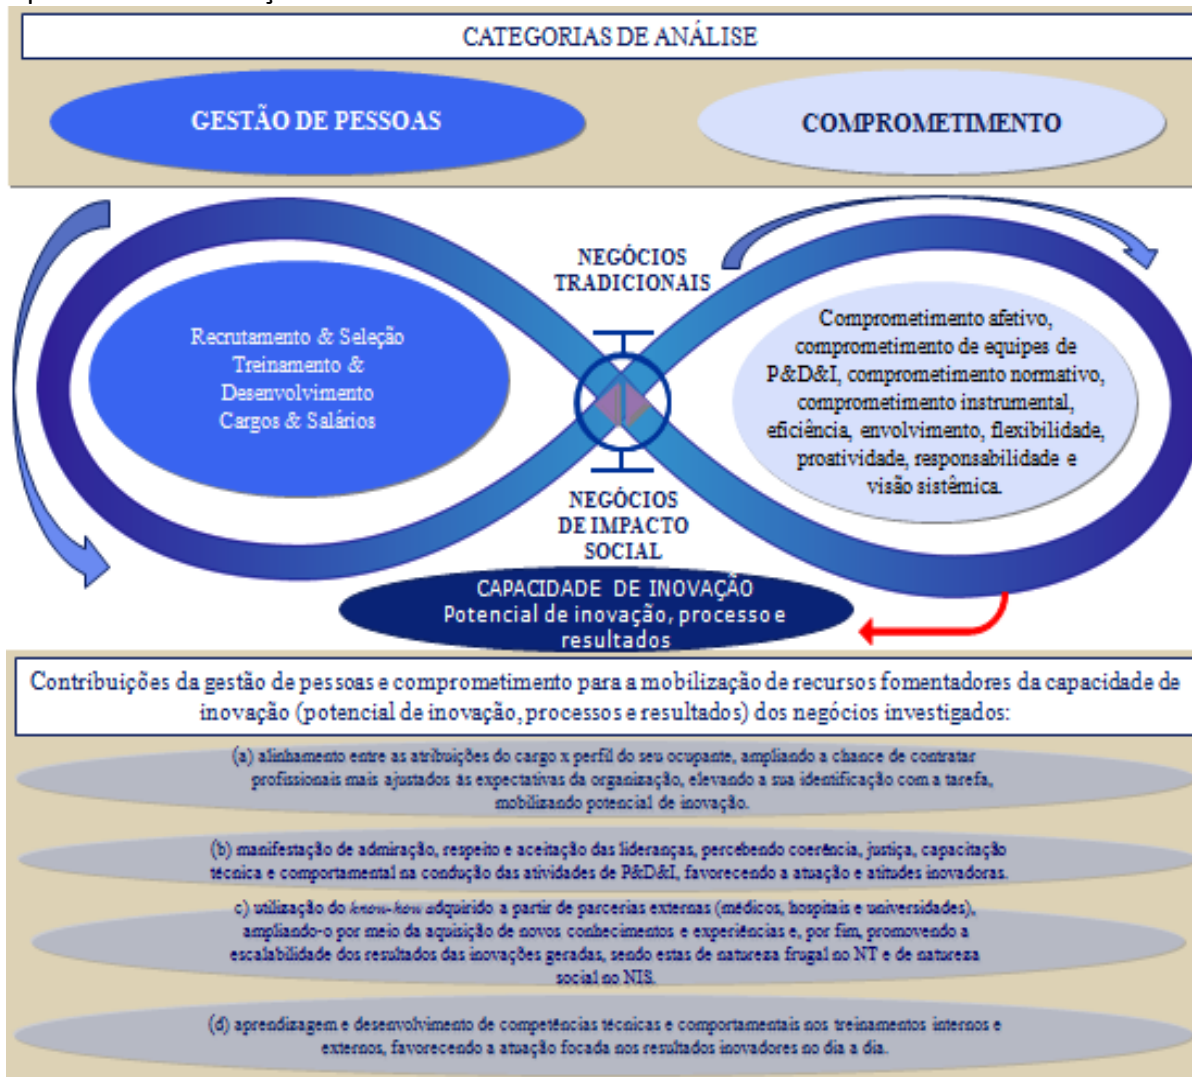 CATEGORIAS DE ANÁLISE
GESTÃO DE PESSOAS
COMPROMETIMENTO
NEGÓCIOS
TRADICIONAIS
Recrutamento & Seleção
Treinamento &
Desenvolvimento
Cargos & Salários
Comprometimento afetivo,
comprometimento de equipes de
P&D&I, comprometimento normativo,
comprometimento instrumental,
eficiência, envolvimento, flexibilidade,
proatividade, responsabilidade e
visão sistêmica.
NEGÓCIOS
DE IMPACTO
SOCIAL
CAPACIDADE DE INOVAÇÃO
Potencial de inovação, processo e
resultados
Contribuições da gestão de pessoas e comprometimento para a mobilização de recursos fomentadores da capacidade de
inovação (potencial de inovação, processos e resultados) dos negócios investigados:
(a) alinhamento entre as atribuições do cargo x perfil do seu ocupante, ampliando a chance de contratar
profissionais mais ajustados às expectativas da organização, elevando a sua identificação com a tarefa,
mobilizando potencial de inovação.
(b) manifestação de admiração, respeito e aceitação das lideranças, percebendo coerência, justiça, capacitação
técnica e comportamental na condução das atividades de P&D&I, favorecendo a atuação e atitudes inovadoras.
c) utilização do know-how adquirido a partir de parcerias externas (médicos, hospitais e universidades),
ampliando-o por meio da aquisição de novos conhecimentos e experiências e, por fim, promovendo a
escalabilidade dos resultados das inovações geradas, sendo estas de natureza frugal no NT e de natureza
social no NIS.
(d) aprendizagem e desenvolvimento de competências técnicas e comportamentais nos treinamentos internos e
externos, favorecendo a atuação focada nos resultados inovadores no dia a dia.